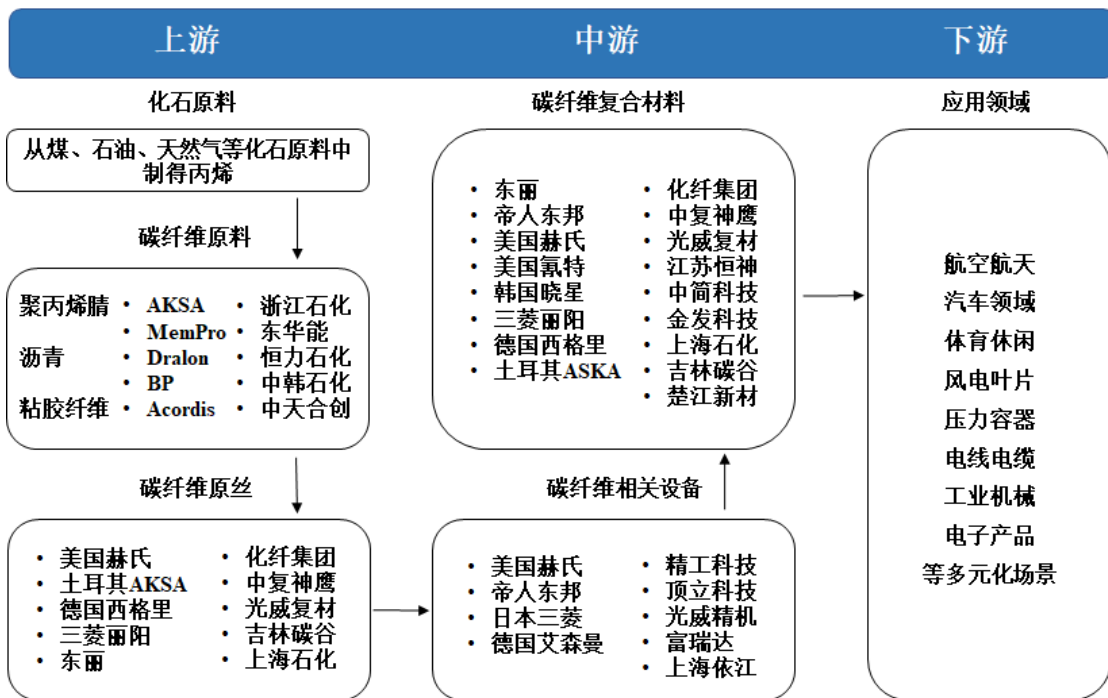 上游
中游
下游
化石原料
从煤、石油、天然气等化石原料中
制得丙烯
碳纤维原料
聚丙烯腈
沥青
粘胶纤维
• AKSA
• MemPro
• Dralon
• BP
• Acordis
• 浙江石化
• 东华能
• 恒力石化
• 中韩石化
• 中天合创
碳纤维原丝
• 美国赫氏
• 土耳其AKSA
• 德国西格里
• 三菱丽阳
• 东丽
• 化纤集团
• 中复神鹰
• 光威复材
• 吉林碳谷
• 上海石化
碳纤维复合材料
• 东丽
• 帝人东邦
• 美国赫氏
• 美国氰特
• 韩国晓星
• 三菱丽阳
• 德国西格里
• 土耳其ASKA
• 化纤集团
• 中复神鹰
• 光威复材
• 江苏恒神
• 中简科技
• 金发科技
• 上海石化
• 吉林碳谷
• 楚江新材
碳纤维相关设备
• 美国赫氏
• 帝人东邦
• 日本三菱
• 德国艾森曼
• 精工科技
• 顶立科技
• 光威精机
• 富瑞达
• 上海依江
应用领域
航空航天
汽车领域
体育休闲
风电叶片
压力容器
电线电缆
工业机械
电子产品
等多元化场景